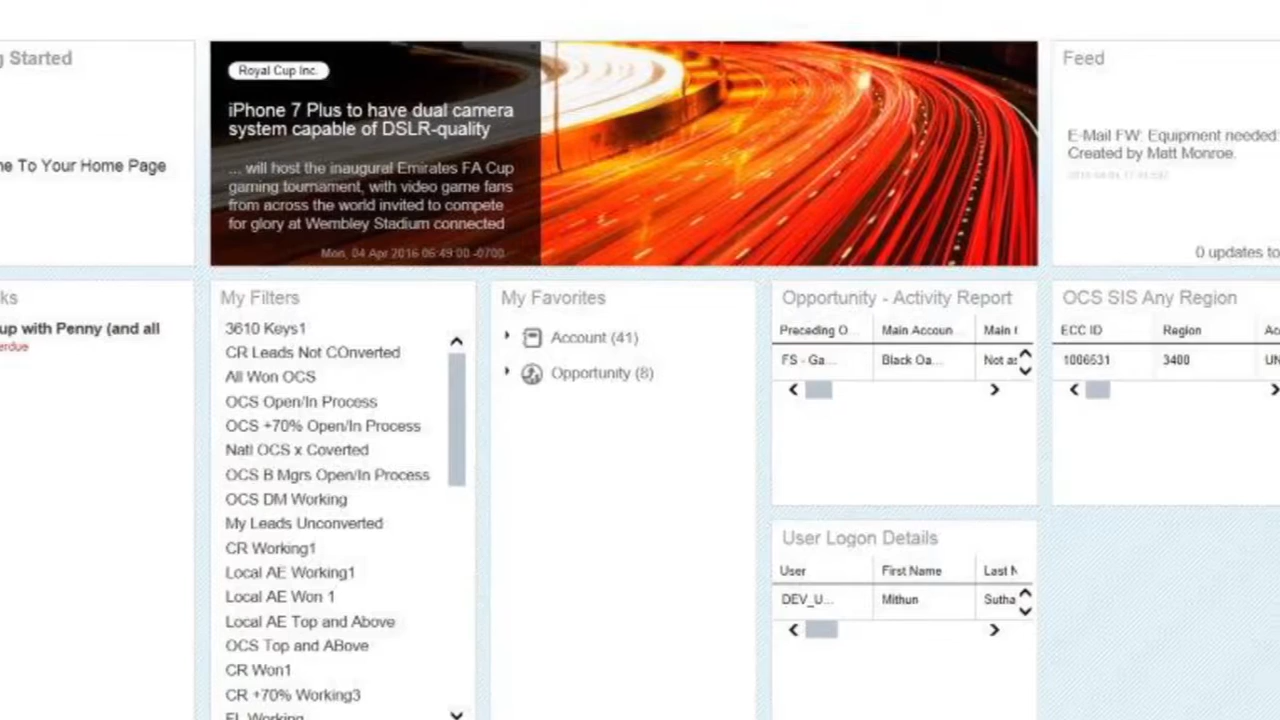 g Started
ne To Your Home Page
Royal Cup Inc.
iPhone 7 Plus to have dual camera
system capable of DSLR-quality
... will host the inaugural Emirates FA Cup
gaming tournament, with video game fans
from across the world invited to compete
for glory at Wembley Stadium connected
Mon, 04 Apr 2016 06:49:00 -0700
Feed
E-Mail FW: Equipment needed:
Created by Matt Monroe.
0 updates to
ks
up with Penny (and all
erdue
My Filters
3610 Keys1
CR Leads Not COnverted
All Won OCS
OCS Open/In Process
OCS +70% Open/In Process
Natl OCS x Coverted
OCS B Mgrs Open/In Process
OCS DM Working
My Leads Unconverted
CR Working1
Local AE Working1
Local AE Won 1
Local AE Top and Above
OCS Top and ABove
CR Won1
CR +70% Working3
FL Working
My Favorites
Account (41)
Opportunity (8)
Opportunity - Activity Report
Preceding O... Main Accoun... Main (
FS - Ga... Black Oa... Not as
User Logon Details
User First Name Last N
DEV_U... Mithun Sutha
OCS SIS Any Region
ECC ID Region Ac
1006531 3400 UN